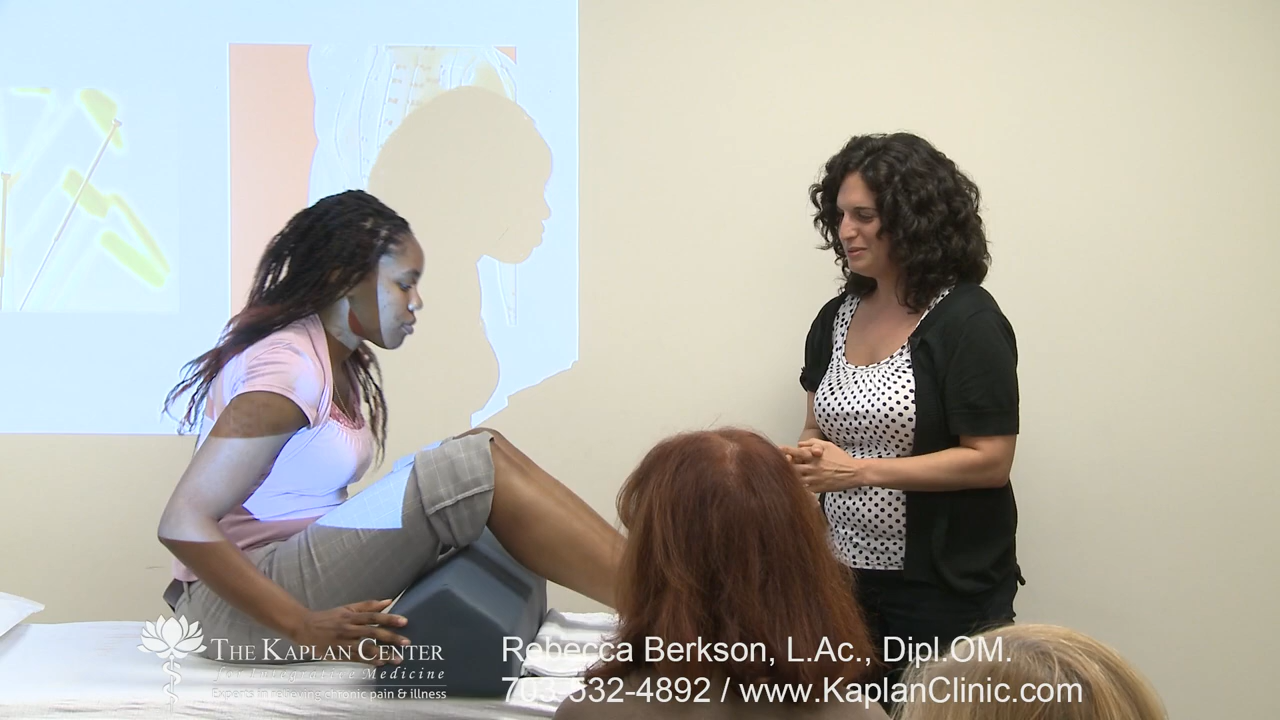 THE KAPLAN CENTER
for Integrative Medicine
Experts in relieving chronic pain & illness
Rebecca Berkson, L.Ac., Dipl.OM.
703-532-4892 / www.KaplanClinic.com